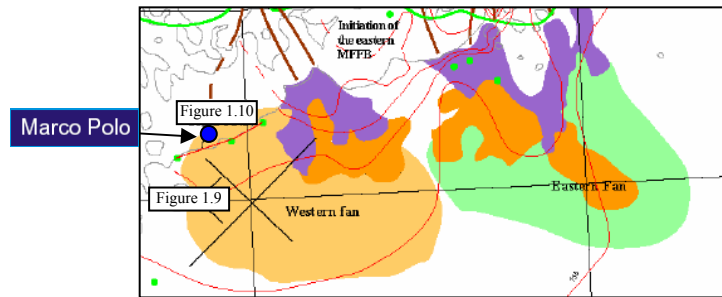 Initiation of
the eastern
MFFB
Figure 1.10
Marco Polo
Figure 1.9
Western fan
Eastern Fan